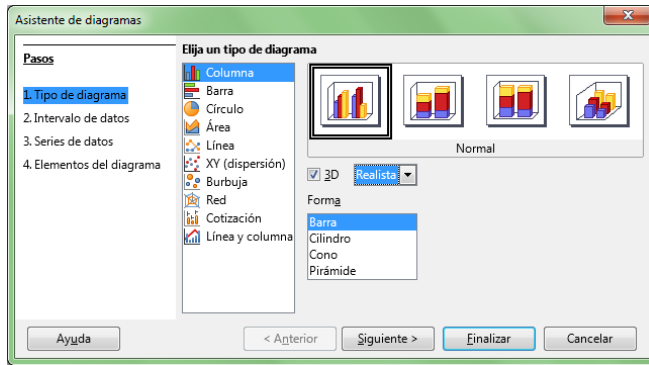 Asistente de diagramas
Pasos
1. Tipo de diagrama
2. Intervalo de datos
3. Series de datos
4. Elementos del diagrama
Elija un tipo de diagrama
Columna
Barra
Círculo
Área
Línea
XY (dispersión)
Burbuja
Red
Cotización
Línea y columna
Normal
3D
Realista
Forma
Barra
Cilindro
Cono
Pirámide
Ayuda
< Anterior
Siguiente >
Finalizar
Cancelar